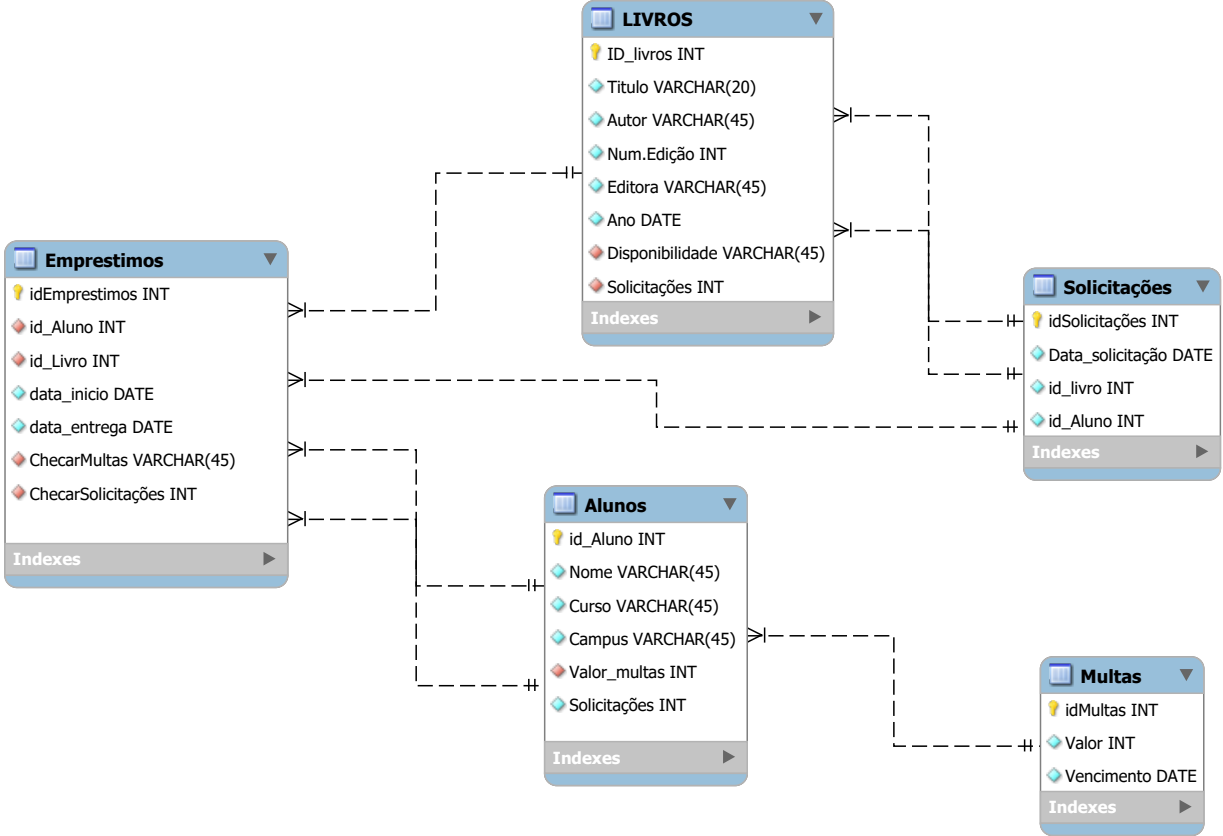 LIVROS
ID_livros INT
Titulo VARCHAR(20)
Autor VARCHAR(45)
Num.Edição INT
Editora VARCHAR(45)
Ano DATE
Disponibilidade VARCHAR(45)
Solicitações INT
Indexes
Emprestimos
idEmprestimos INT
id_Aluno INT
id_Livro INT
data_inicio DATE
data_entrega DATE
ChecarMultas VARCHAR(45)
ChecarSolicitações INT
Indexes
Solicitações
idSolicitações INT
Data_solicitação DATE
id_livro INT
id_Aluno INT
Indexes
Alunos
id_Aluno INT
Nome VARCHAR(45)
Curso VARCHAR(45)
Campus VARCHAR(45)
Valor_multas INT
Solicitações INT
Indexes
Multas
idMultas INT
Valor INT
Vencimento DATE
Indexes